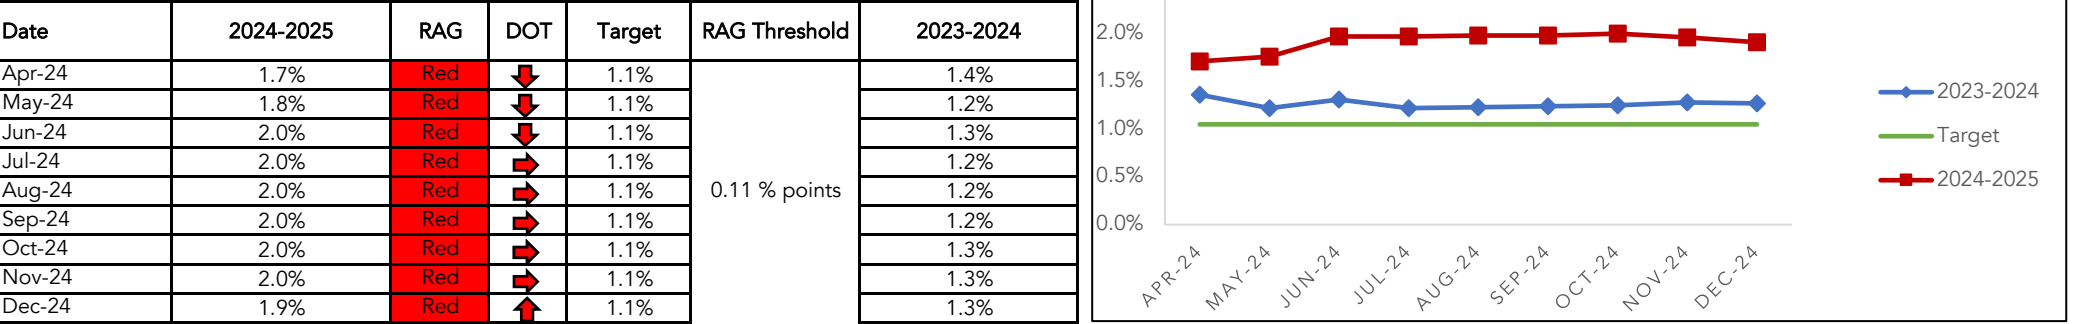 Date 2024-2025 RAG DOT Target RAG Threshold 2023-2024
Apr-24 1.7% Red 1.1% 1.4%
May-24 1.8% Red 1.1% 1.2%
Jun-24 2.0% Red 1.1% 1.3%
Jul-24 2.0% Red 1.1% 1.2%
Aug-24 2.0% Red 1.1% 0.11 % points 1.2%
Sep-24 2.0% Red 1.1% 1.2%
Oct-24 2.0% Red 1.1% 1.3%
Nov-24 2.0% Red 1.1% 1.3%
Dec-24 1.9% Red 1.1% 1.3%
2.0%
1.5%
1.0%
0.5%
0.0%
APR-24 MAY-24 JUN-24 JUL-24 AUG-24 SEP-24 OCT-24 NOV-24 DEC-24
2023-2024
Target
2024-2025